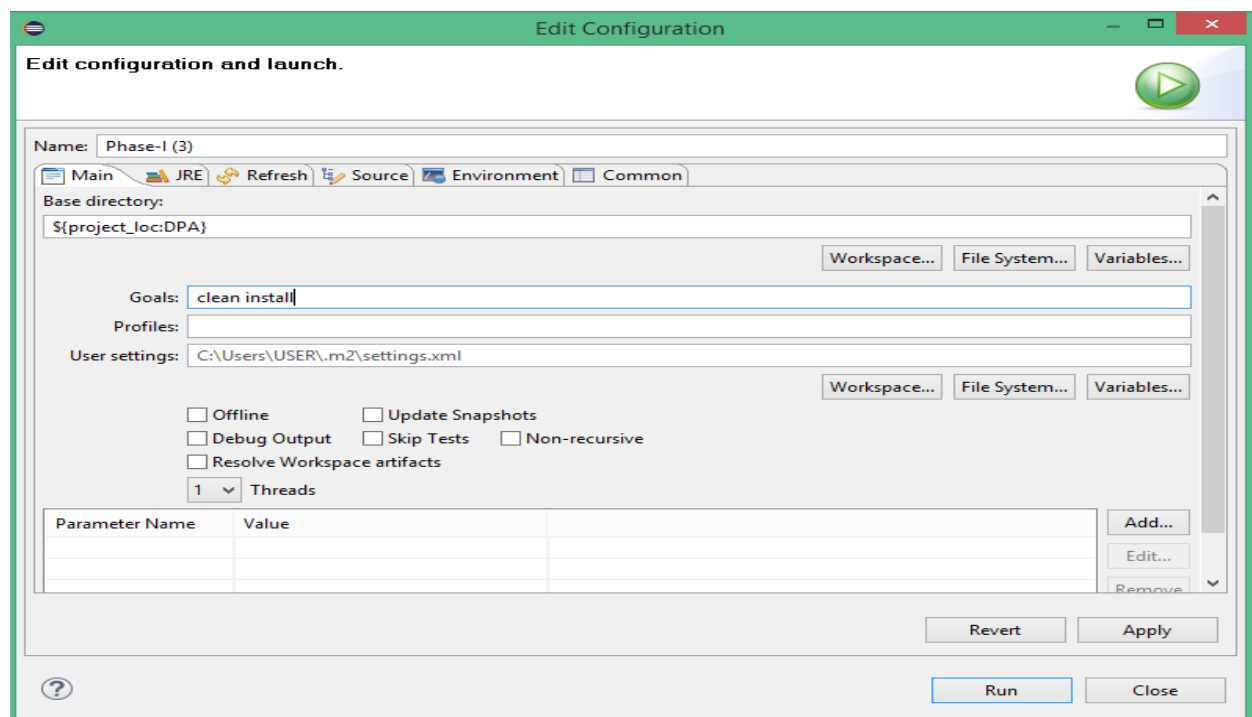 Edit Configuration
Edit configuration and launch.
Name: Phase-I (3)
Main JRE Refresh Source Environment Common
Base directory:
${project_loc:DPA}
Workspace... File System... Variables...
Goals: clean install
Profiles:
User settings: C:\Users\USER\.m2\settings.xml
Workspace... File System... Variables...
Offline Update Snapshots
Debug Output Skip Tests Non-recursive
Resolve Workspace artifacts
1 Threads
Parameter Name Value Add...
Edit...
Remove
Revert Apply
? Run Close